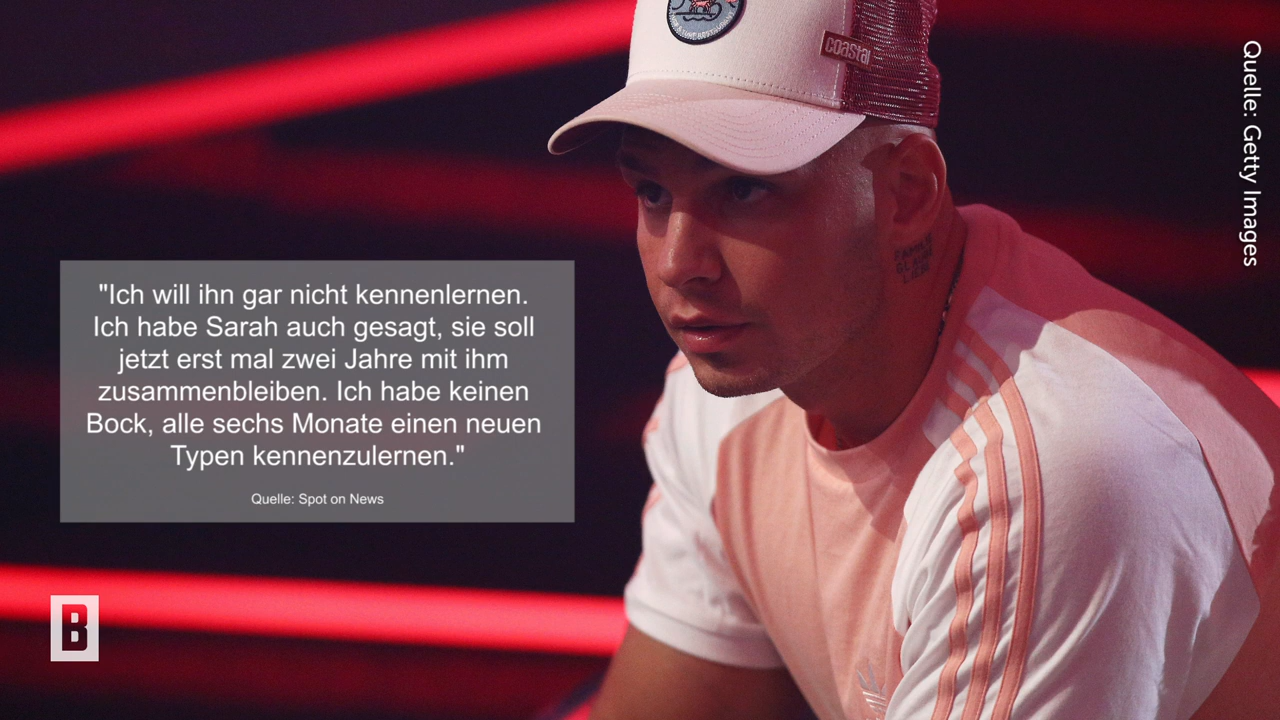 coastal
"Ich will ihn gar nicht kennenlernen.
Ich habe Sarah auch gesagt, sie soll
jetzt erst mal zwei Jahre mit ihm
zusammenbleiben. Ich habe keinen
Bock, alle sechs Monate einen neuen
Typen kennenzulernen."
Quelle: Spot on News
B
Quelle: Getty Images